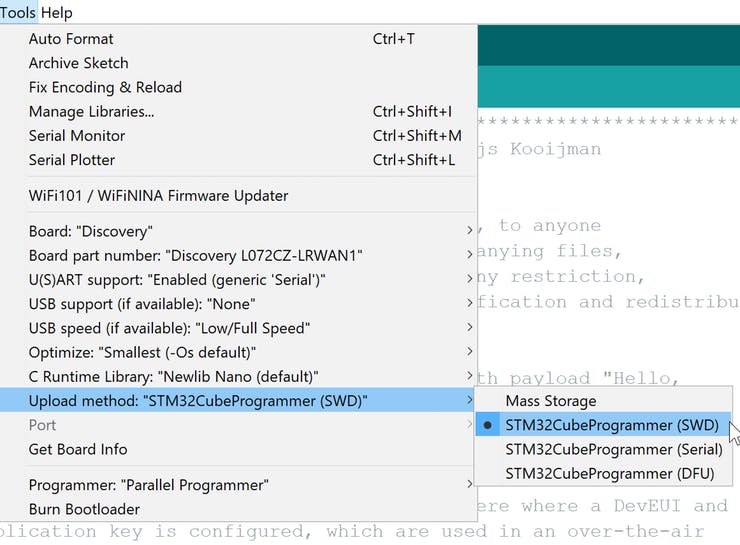 Tools Help
Auto Format Ctrl+T
Archive Sketch
Fix Encoding & Reload
Manage Libraries... Ctrl+Shift+I
Serial Monitor Ctrl+Shift+M
Serial Plotter Ctrl+Shift+L
WiFi101 / WiFiNINA Firmware Updater
Board: "Discovery"
Board part number: "Discovery L072CZ-LRWAN1"
U(S)ART support: "Enabled (generic 'Serial')"
USB support (if available): "None"
USB speed (if available): "Low/Full Speed"
Optimize: "Smallest (-Os default)"
C Runtime Library: "Newlib Nano (default)"
Upload method: "STM32CubeProgrammer (SWD)"
Port
Get Board Info
Programmer: "Parallel Programmer"
Burn Bootloader
Mass Storage
STM32CubeProgrammer (SWD)
STM32CubeProgrammer (Serial)
STM32CubeProgrammer (DFU)
************************
js Kooijman
, to anyone
anying files,
ny restriction,
fication and redistribu
th payload "Hello,
ere where a DevEUI and
plication key is configured, which are used in an over-the-air